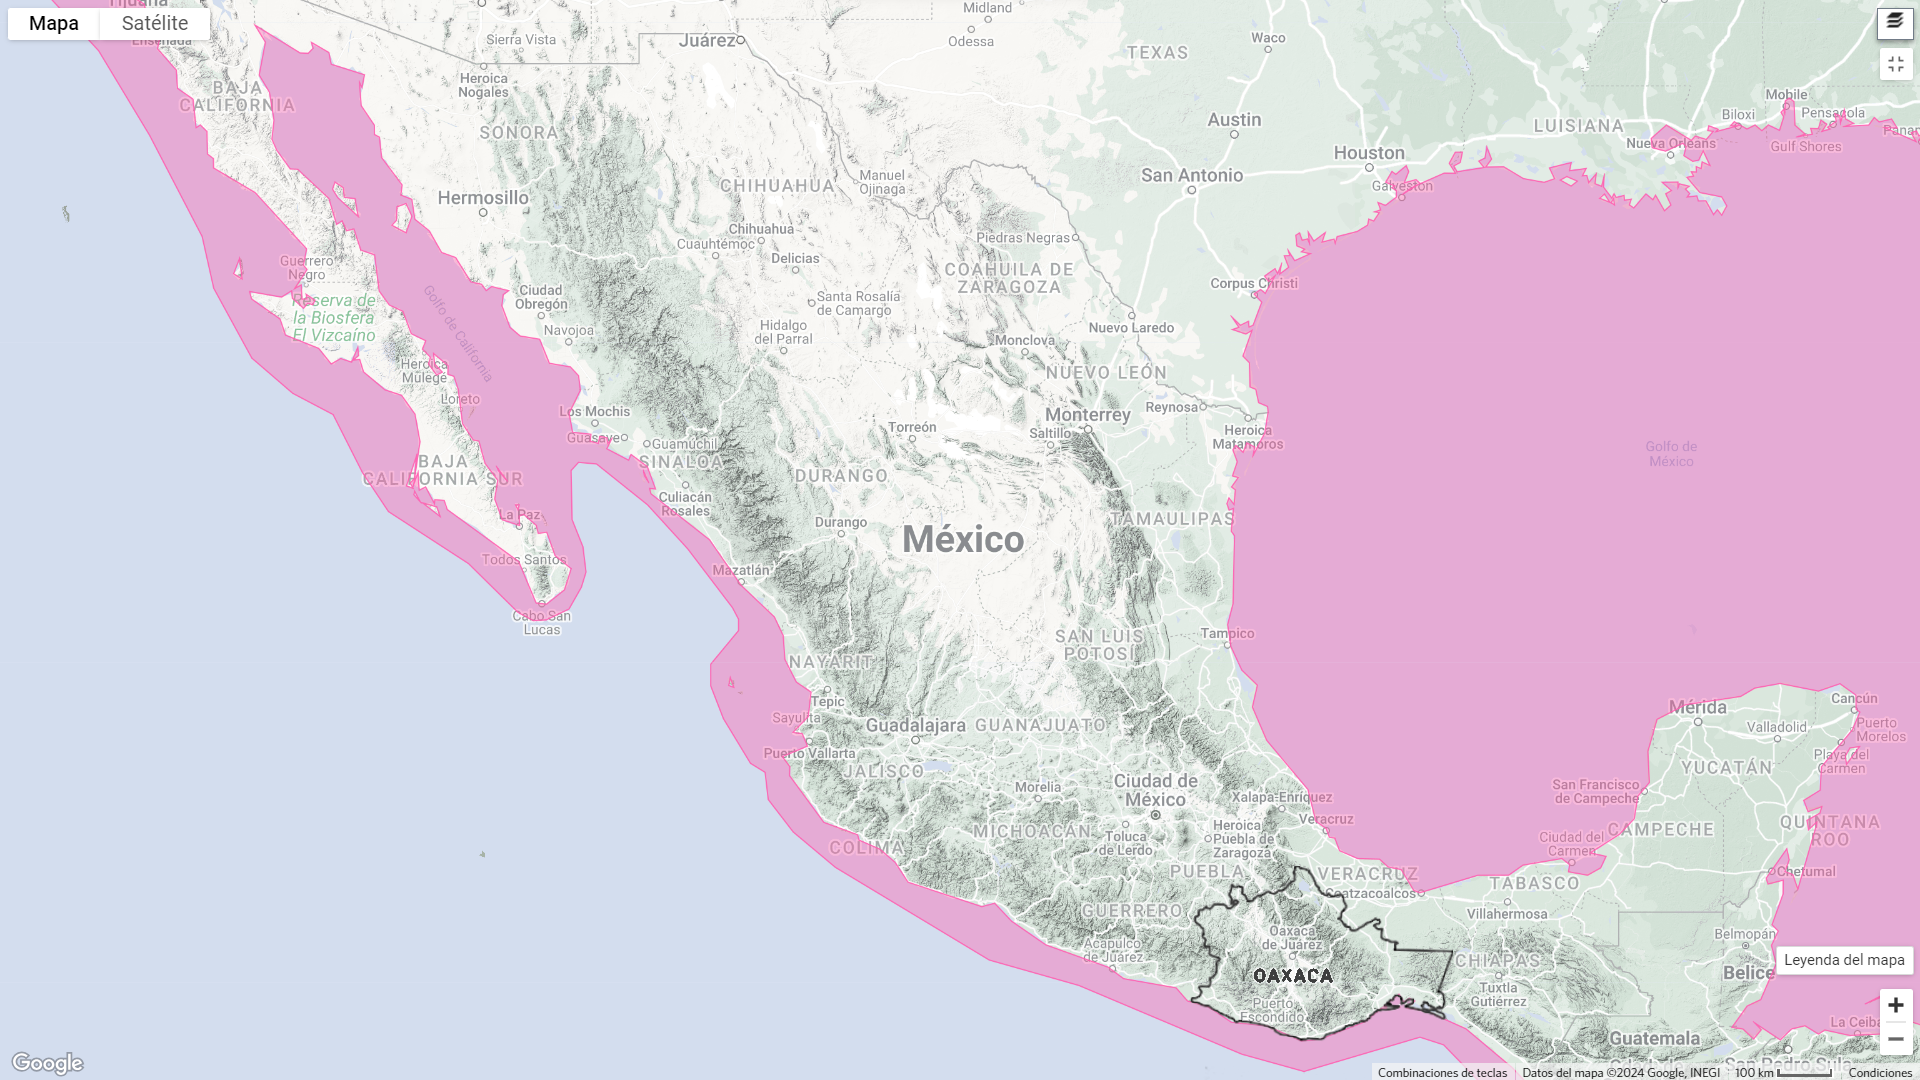 Tijuana
Mapa
Satélite
Ensenada
Sierra Vista
Juárez
Midland
Odessa
TEXAS
Waco
Heroica
Nogales
BAJA
CALIFORNIA
SONORA
Austin
LUISIANA
Mobile
Biloxi
Pensacola
Nueva Orleans
Gulf Shores
Houston
San Antonio
Galveston
Manuel
Ojinaga
CHIHUAHUA
Hermosillo
Chihuahua
Cuauhtémoc
Delicias
Piedras Negras
COAHUILA DE
ZARAGOZA
Corpus Christi
Guerrero
Negro
Reserva de
la Biosfera
El Vizcaíno
Golfo de California
Ciudad
Obregón
Navojoa
Santa Rosalía
de Camargo
Hidalgo
del Parral
Nuevo Laredo
Monclova
NUEVO LEÓN
Heroica
Mulegé
Loreto
Los Mochis
Guasave
Guamúchil
SINALOA
Torreón
Saltillo
Monterrey
Reynosa
Heroica
Matamoros
Golfo de
México
BAJA
CALIFORNIA SUR
DURANGO
Culiacán
Rosales
La Paz
Durango
México
TAMAULIPAS
Todos Santos
Mazatlán
Cabo San
Lucas
SAN LUIS
POTOSÍ
Tampico
NAYARIT
Tepic
Sayulita
Guadalajara
GUANAJUATO
Puerto Vallarta
JALISCO
Mérida
Cancún
Valladolid
Puerto
Morelos
Playa del
Carmen
YUCATÁN
San Francisco
de Campeche
Ciudad de
México
Morelia
Xalapa-Enríquez
Veracruz
MICHOACÁN
Toluca
de Lerdo
Heroica
Puebla de
Zaragoza
COLIMA
Ciudad del
Carmen
CAMPECHE
QUINTANA
ROO
PUEBLA
VERACRUZ
Coatzacoalcos
TABASCO
Chetumal
Villahermosa
GUERRERO
Acapulco
de Juárez
Oaxaca
de Juárez
OAXACA
Puerto
Escondido
CHIAPAS
Tuxtla
Gutiérrez
Belmopán
Belice
Leyenda del mapa
La Ceiba
Guatemala
San Pedro Sula
Google
Combinaciones de teclas
Datos del mapa ©2024 Google, INEGI
100 km
Condiciones